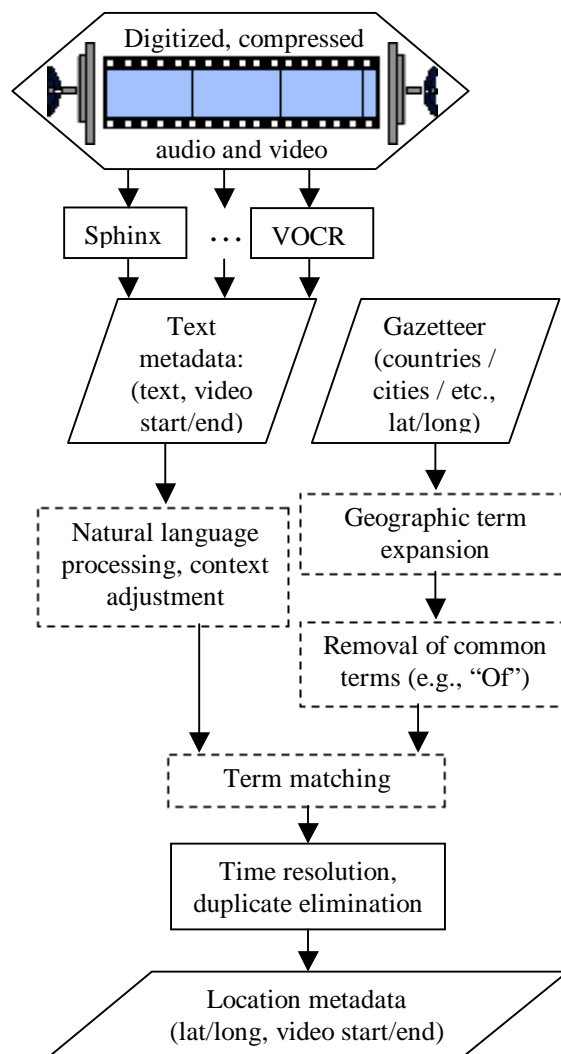 Digitized, compressed
audio and video
Sphinx
...
VOCR
Text
metadata:
(text, video
start/end)
Gazetteer
(countries /
cities / etc.,
lat/long)
Natural language
processing, context
adjustment
Geographic term
expansion
Removal of common
terms (e.g., “Of”)
Term matching
Time resolution,
duplicate elimination
Location metadata
(lat/long, video start/end)